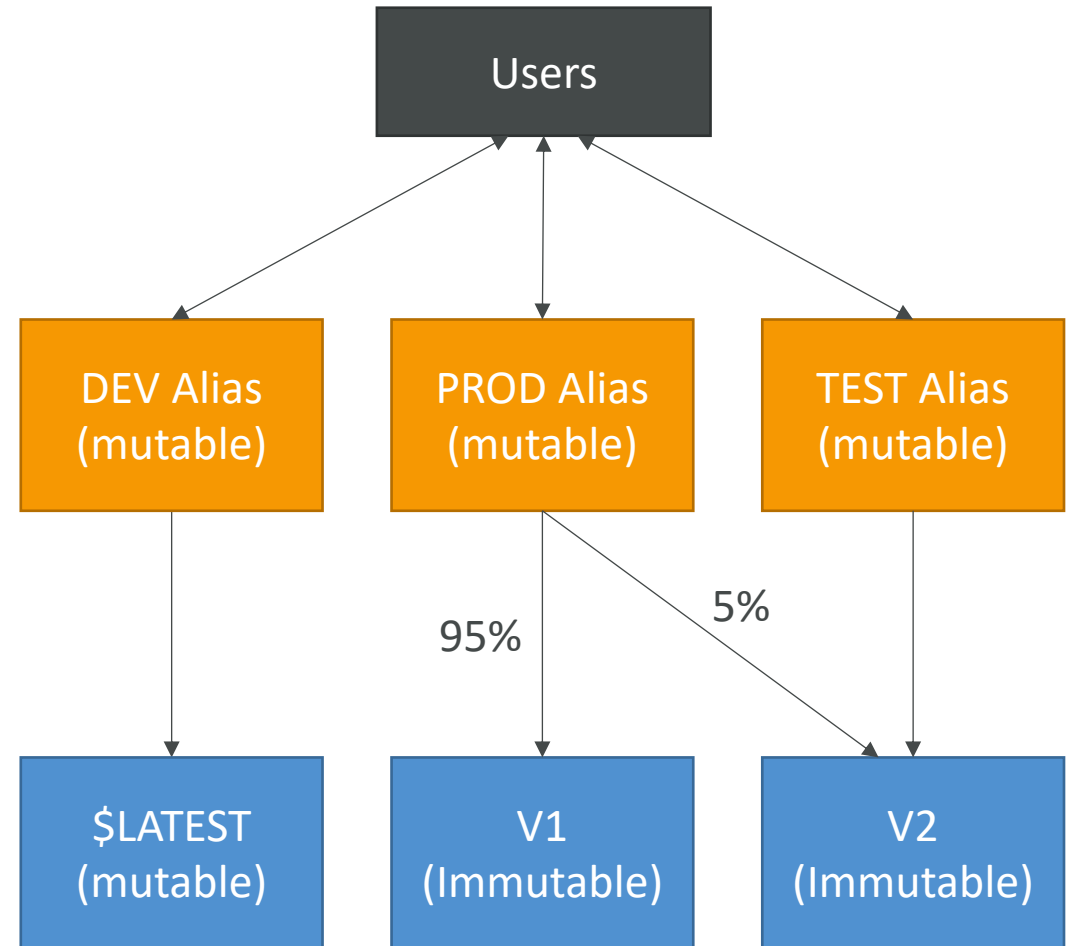 Users
DEV Alias
(mutable)
PROD Alias
(mutable)
TEST Alias
(mutable)
95%
5%
$LATEST
(mutable)
V1
(Immutable)
V2
(Immutable)